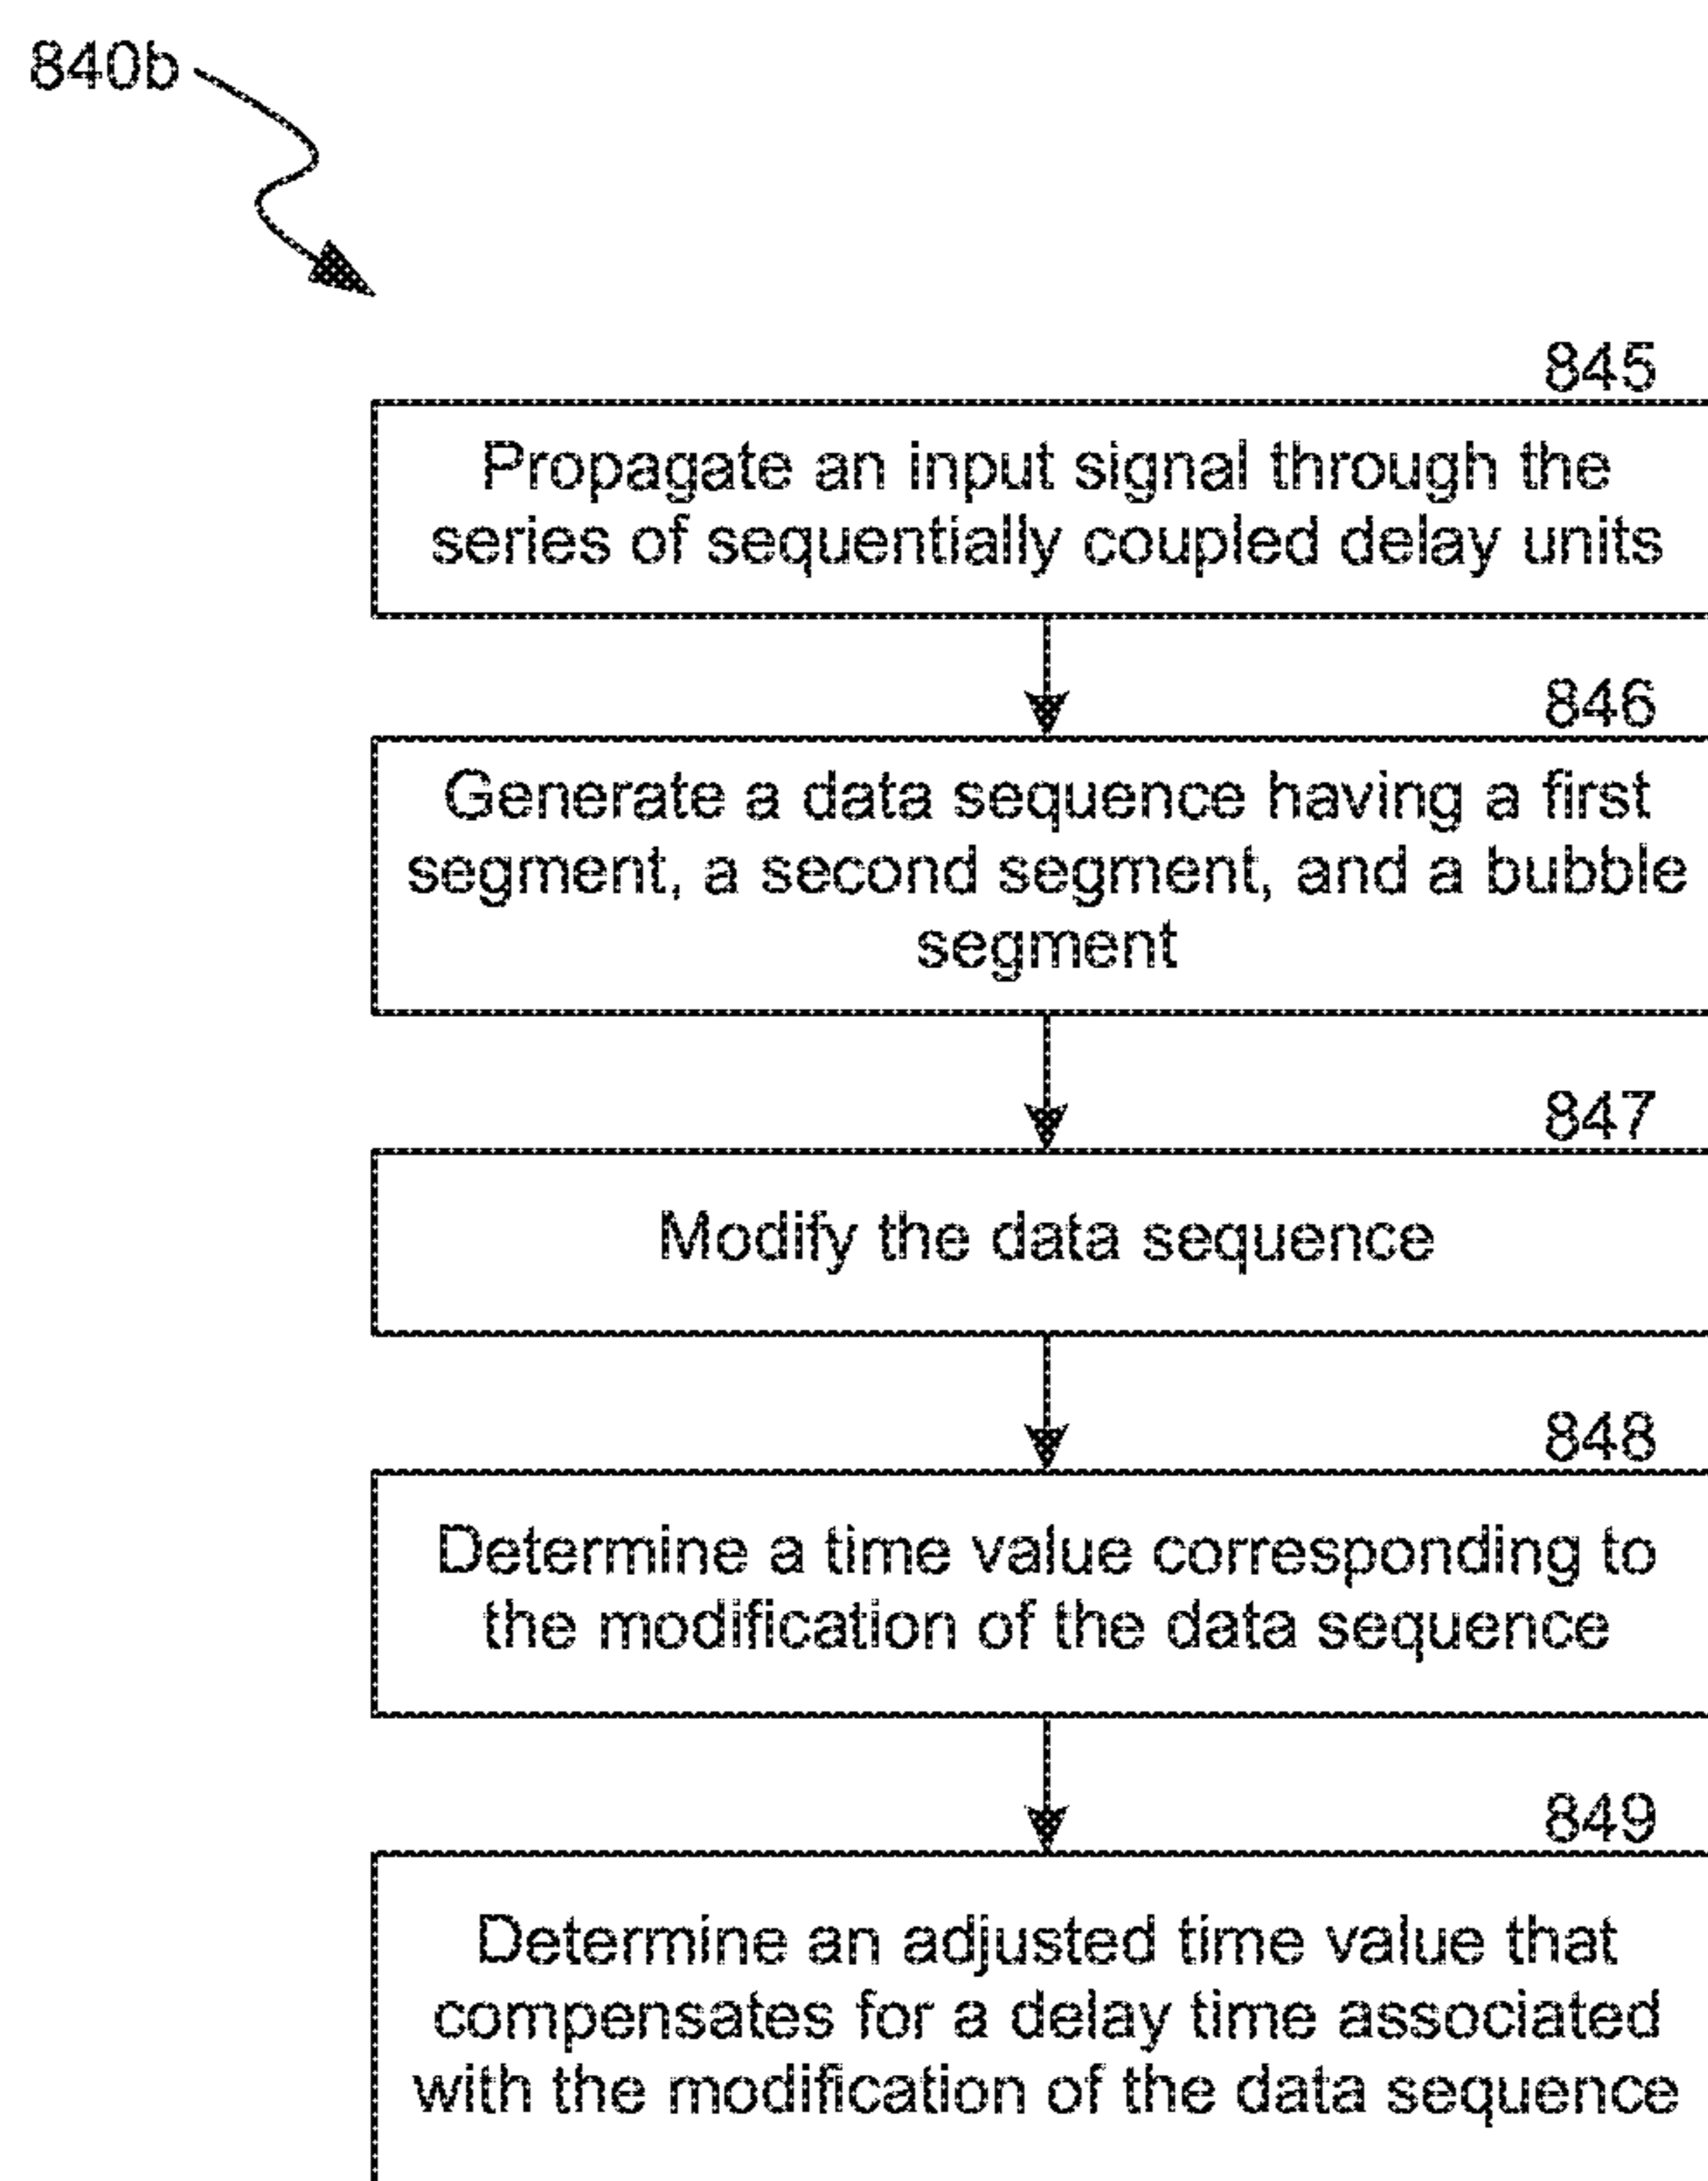 840b
845
Propagate an input signal through the
series of sequentially coupled delay units
846
Generate a data sequence having a first
segment, a second segment, and a bubble
segment
847
Modify the data sequence
848
Determine a time value corresponding to
the modification of the data sequence
849
Determine an adjusted time value that
compensates for a delay time associated
with the modification of the data sequence